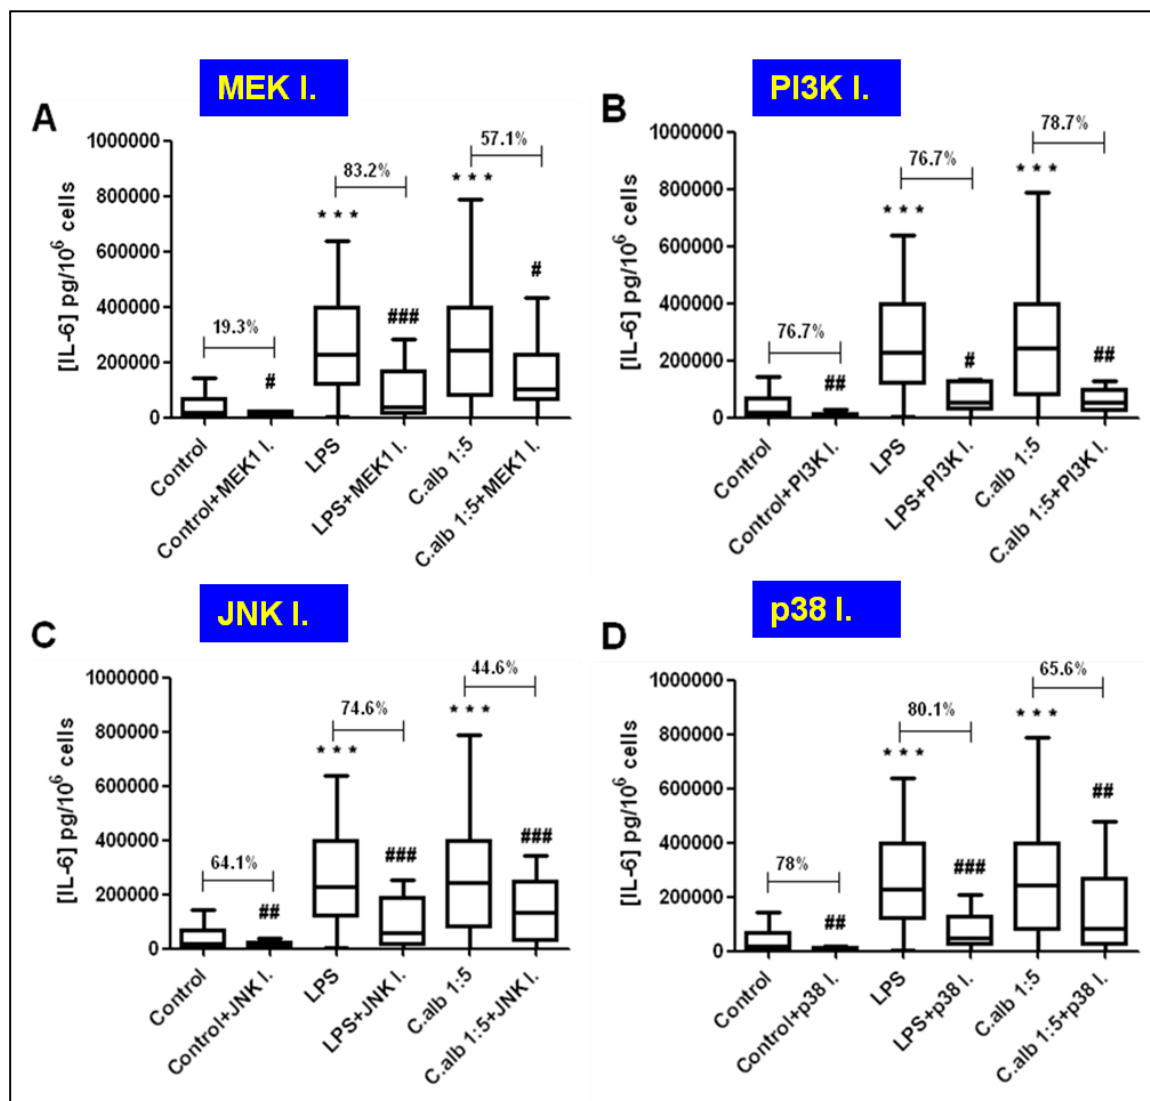 MEK I.
A
[IL-6] pg/10⁶ cells
1000000
800000
600000
400000
200000
0
19.3%
83.2%
57.1%
#
***
###
***
#
Control
Control+MEK1 I.
LPS
LPS+MEK1 I.
C.alb 1:5
C.alb 1:5+MEK1 I.
PI3K I.
B
[IL-6] pg/10⁶ cells
1000000
800000
600000
400000
200000
0
76.7%
76.7%
78.7%
##
***
#
***
##
Control
Control+PI3K I.
LPS
LPS+PI3K I.
C.alb 1:5
C.alb 1:5+PI3K I.
JNK I.
C
[IL-6] pg/10⁶ cells
1000000
800000
600000
400000
200000
0
64.1%
74.6%
44.6%
##
***
###
***
###
Control
Control+JNK I.
LPS
LPS+JNK I.
C.alb 1:5
C.alb 1:5+JNK I.
p38 I.
D
[IL-6] pg/10⁶ cells
1000000
800000
600000
400000
200000
0
78%
80.1%
65.6%
##
***
###
***
##
Control
Control+p38 I.
LPS
LPS+p38 I.
C.alb 1:5
C.alb 1:5+p38 I.